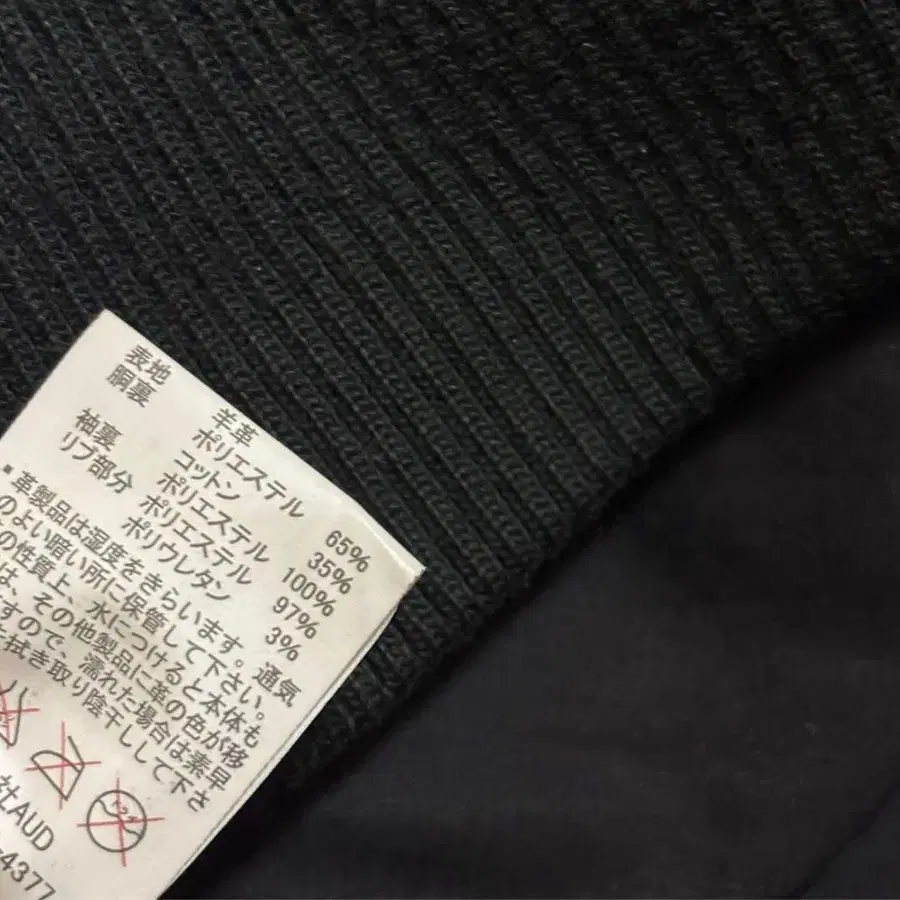 表地 羊革
胴裏 ポリエステル 65%
コットン 35%
袖裏 ポリエステル 100%
リブ部分 ポリエステル 97%
ポリウレタン 3%
・革製品は湿度をきらいます。通気
のよい暗い所に保管して下さい。
の性質上、水につけると本体も
は、その他製品に革の色が移
すので、濡れた場合は素早
拭き取り陰干しして下さ
社AUD
-4377